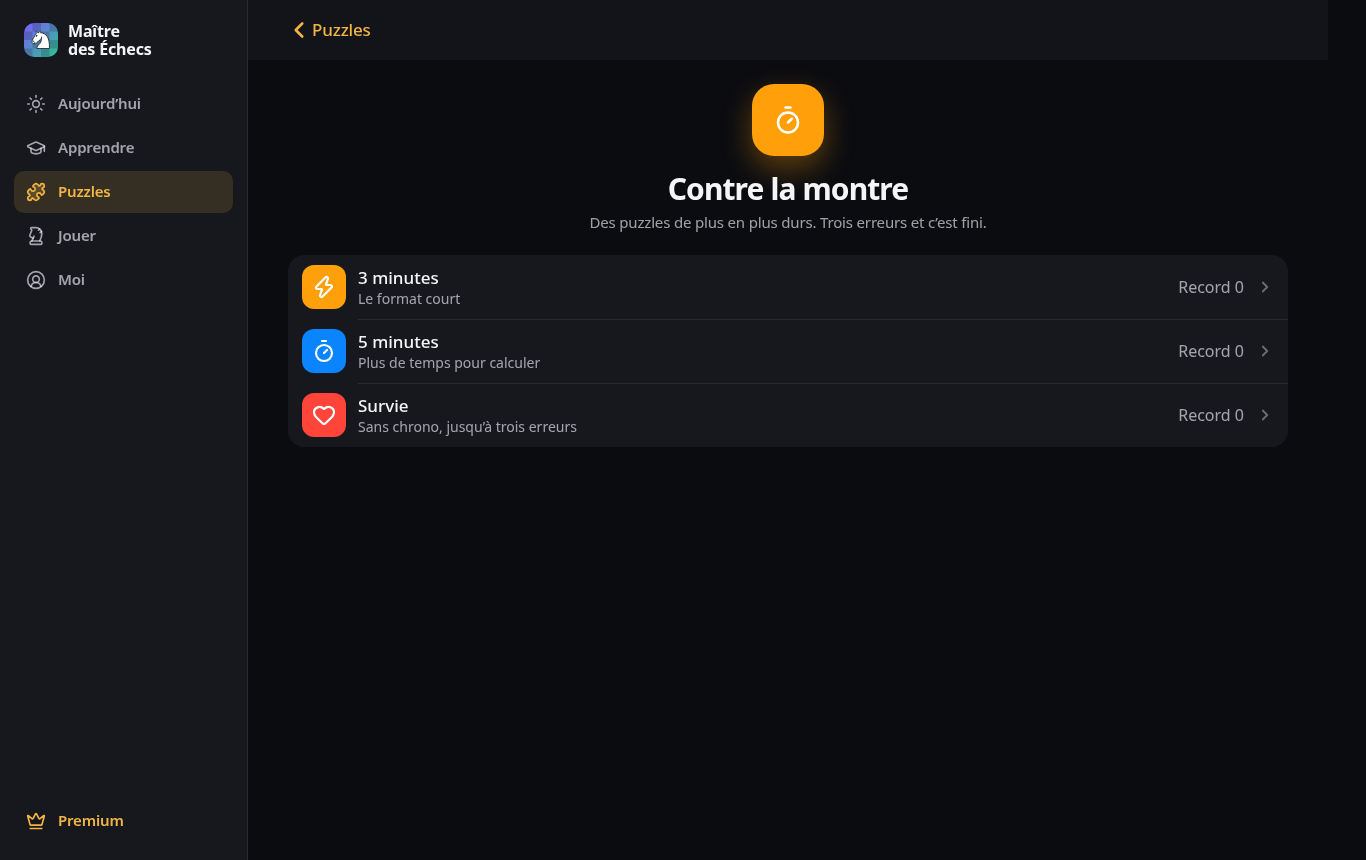 Maître
des Échecs
Aujourd’hui
Apprendre
Puzzles
Jouer
Moi
Premium
Puzzles
Contre la montre
Des puzzles de plus en plus durs. Trois erreurs et c’est fini.
3 minutes
Le format court
Record 0
5 minutes
Plus de temps pour calculer
Record 0
Survie
Sans chrono, jusqu’à trois erreurs
Record 0